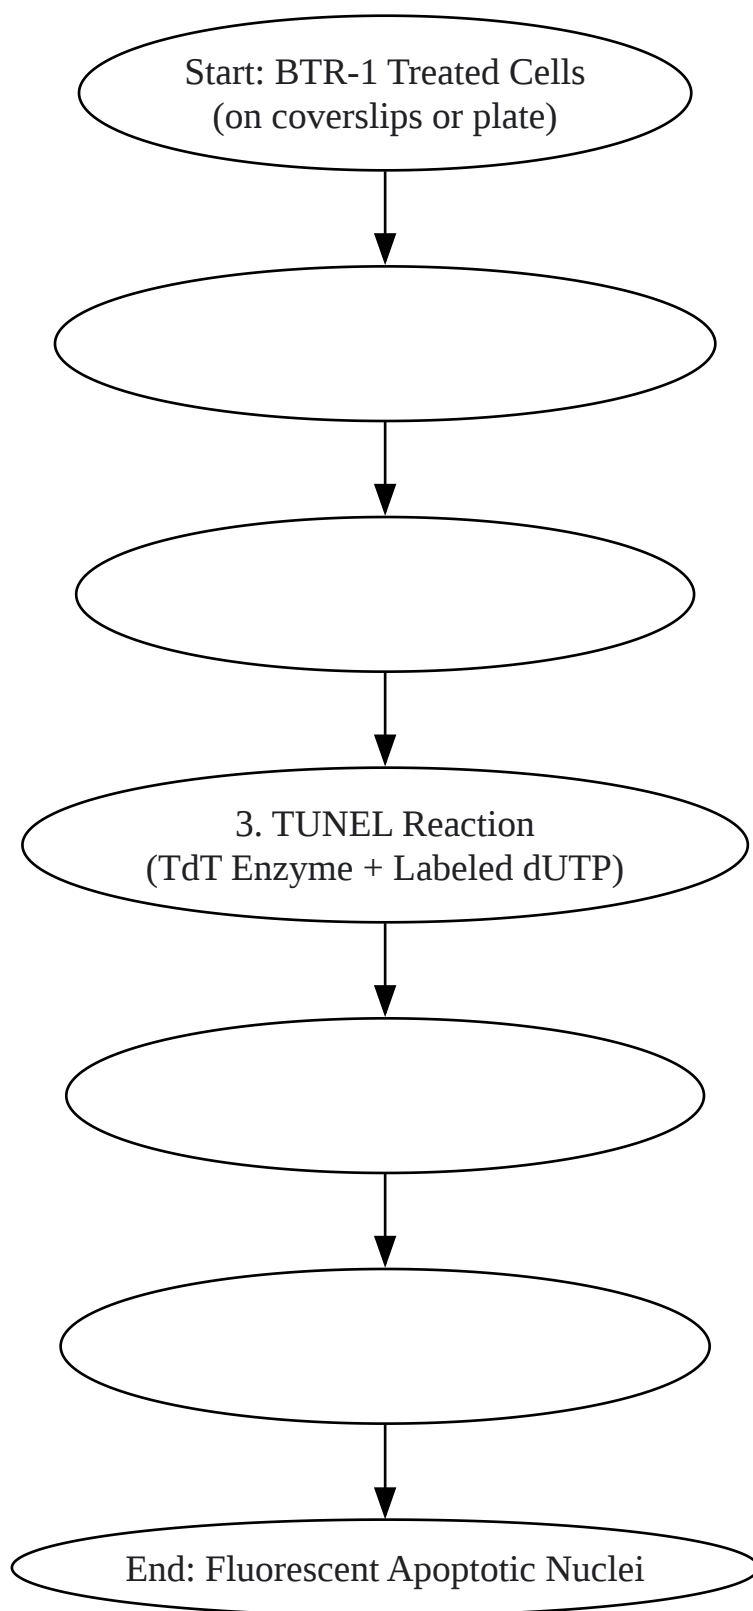 Start: BTR-1 Treated Cells
(on coverslips or plate)
3. TUNEL Reaction
(TdT Enzyme + Labeled dUTP)
End: Fluorescent Apoptotic Nuclei